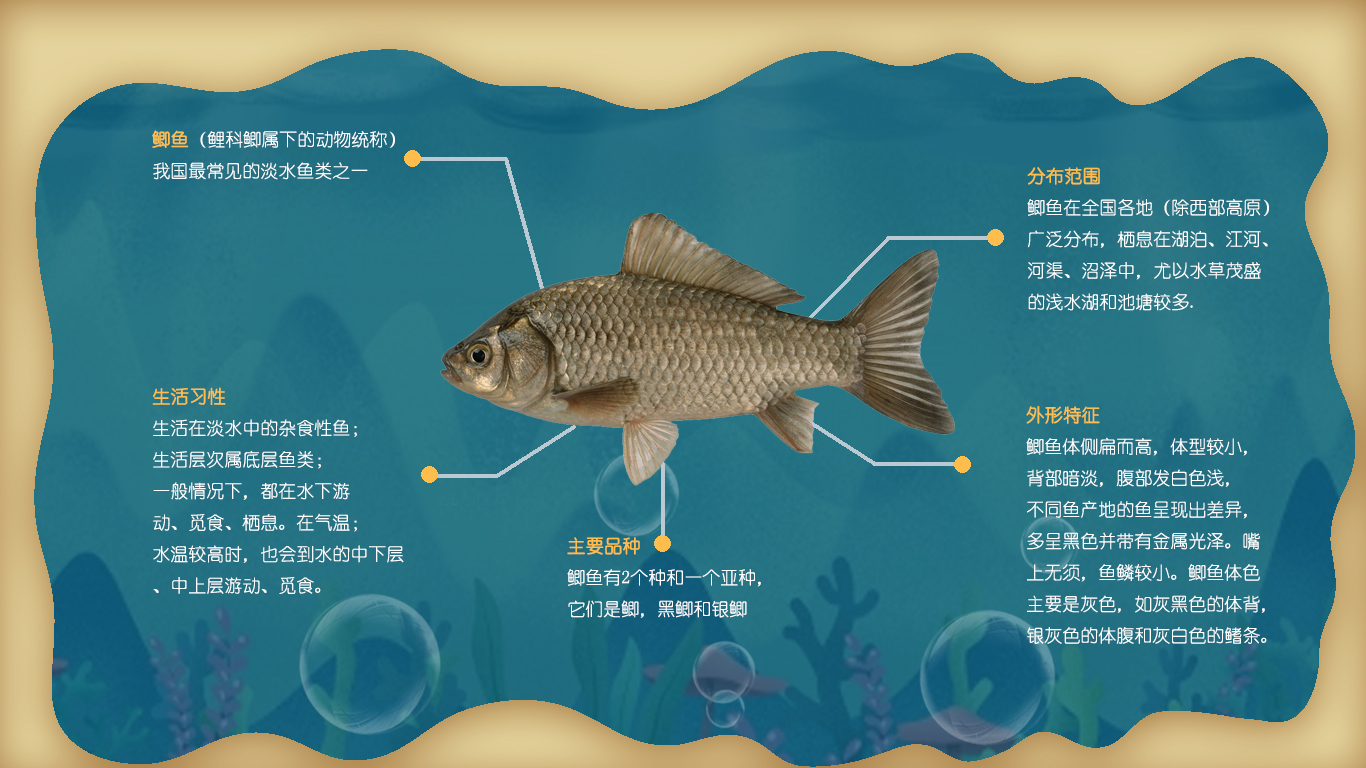 鲫鱼（鲤科鲫属下的动物统称）
我国最常见的淡水鱼类之一
生活习性
生活在淡水中的杂食性鱼；
生活层次属底层鱼类；
一般情况下，都在水下游
动、觅食、栖息。在气温；
水温较高时，也会到水的中下层
、中上层游动、觅食。
主要品种
鲫鱼有2个种和一个亚种，
它们是鲫，黑鲫和银鲫
分布范围
鲫鱼在全国各地（除西部高原）
广泛分布，栖息在湖泊、江河、
河渠、沼泽中，尤以水草茂盛
的浅水湖和池塘较多.
外形特征
鲫鱼体侧扁而高，体型较小，
背部暗淡，腹部发白色浅，
不同鱼产地的鱼呈现出差异，
多呈黑色并带有金属光泽。嘴
上无须，鱼鳞较小。鲫鱼体色
主要是灰色，如灰黑色的体背，
银灰色的体腹和灰白色的鳍条。